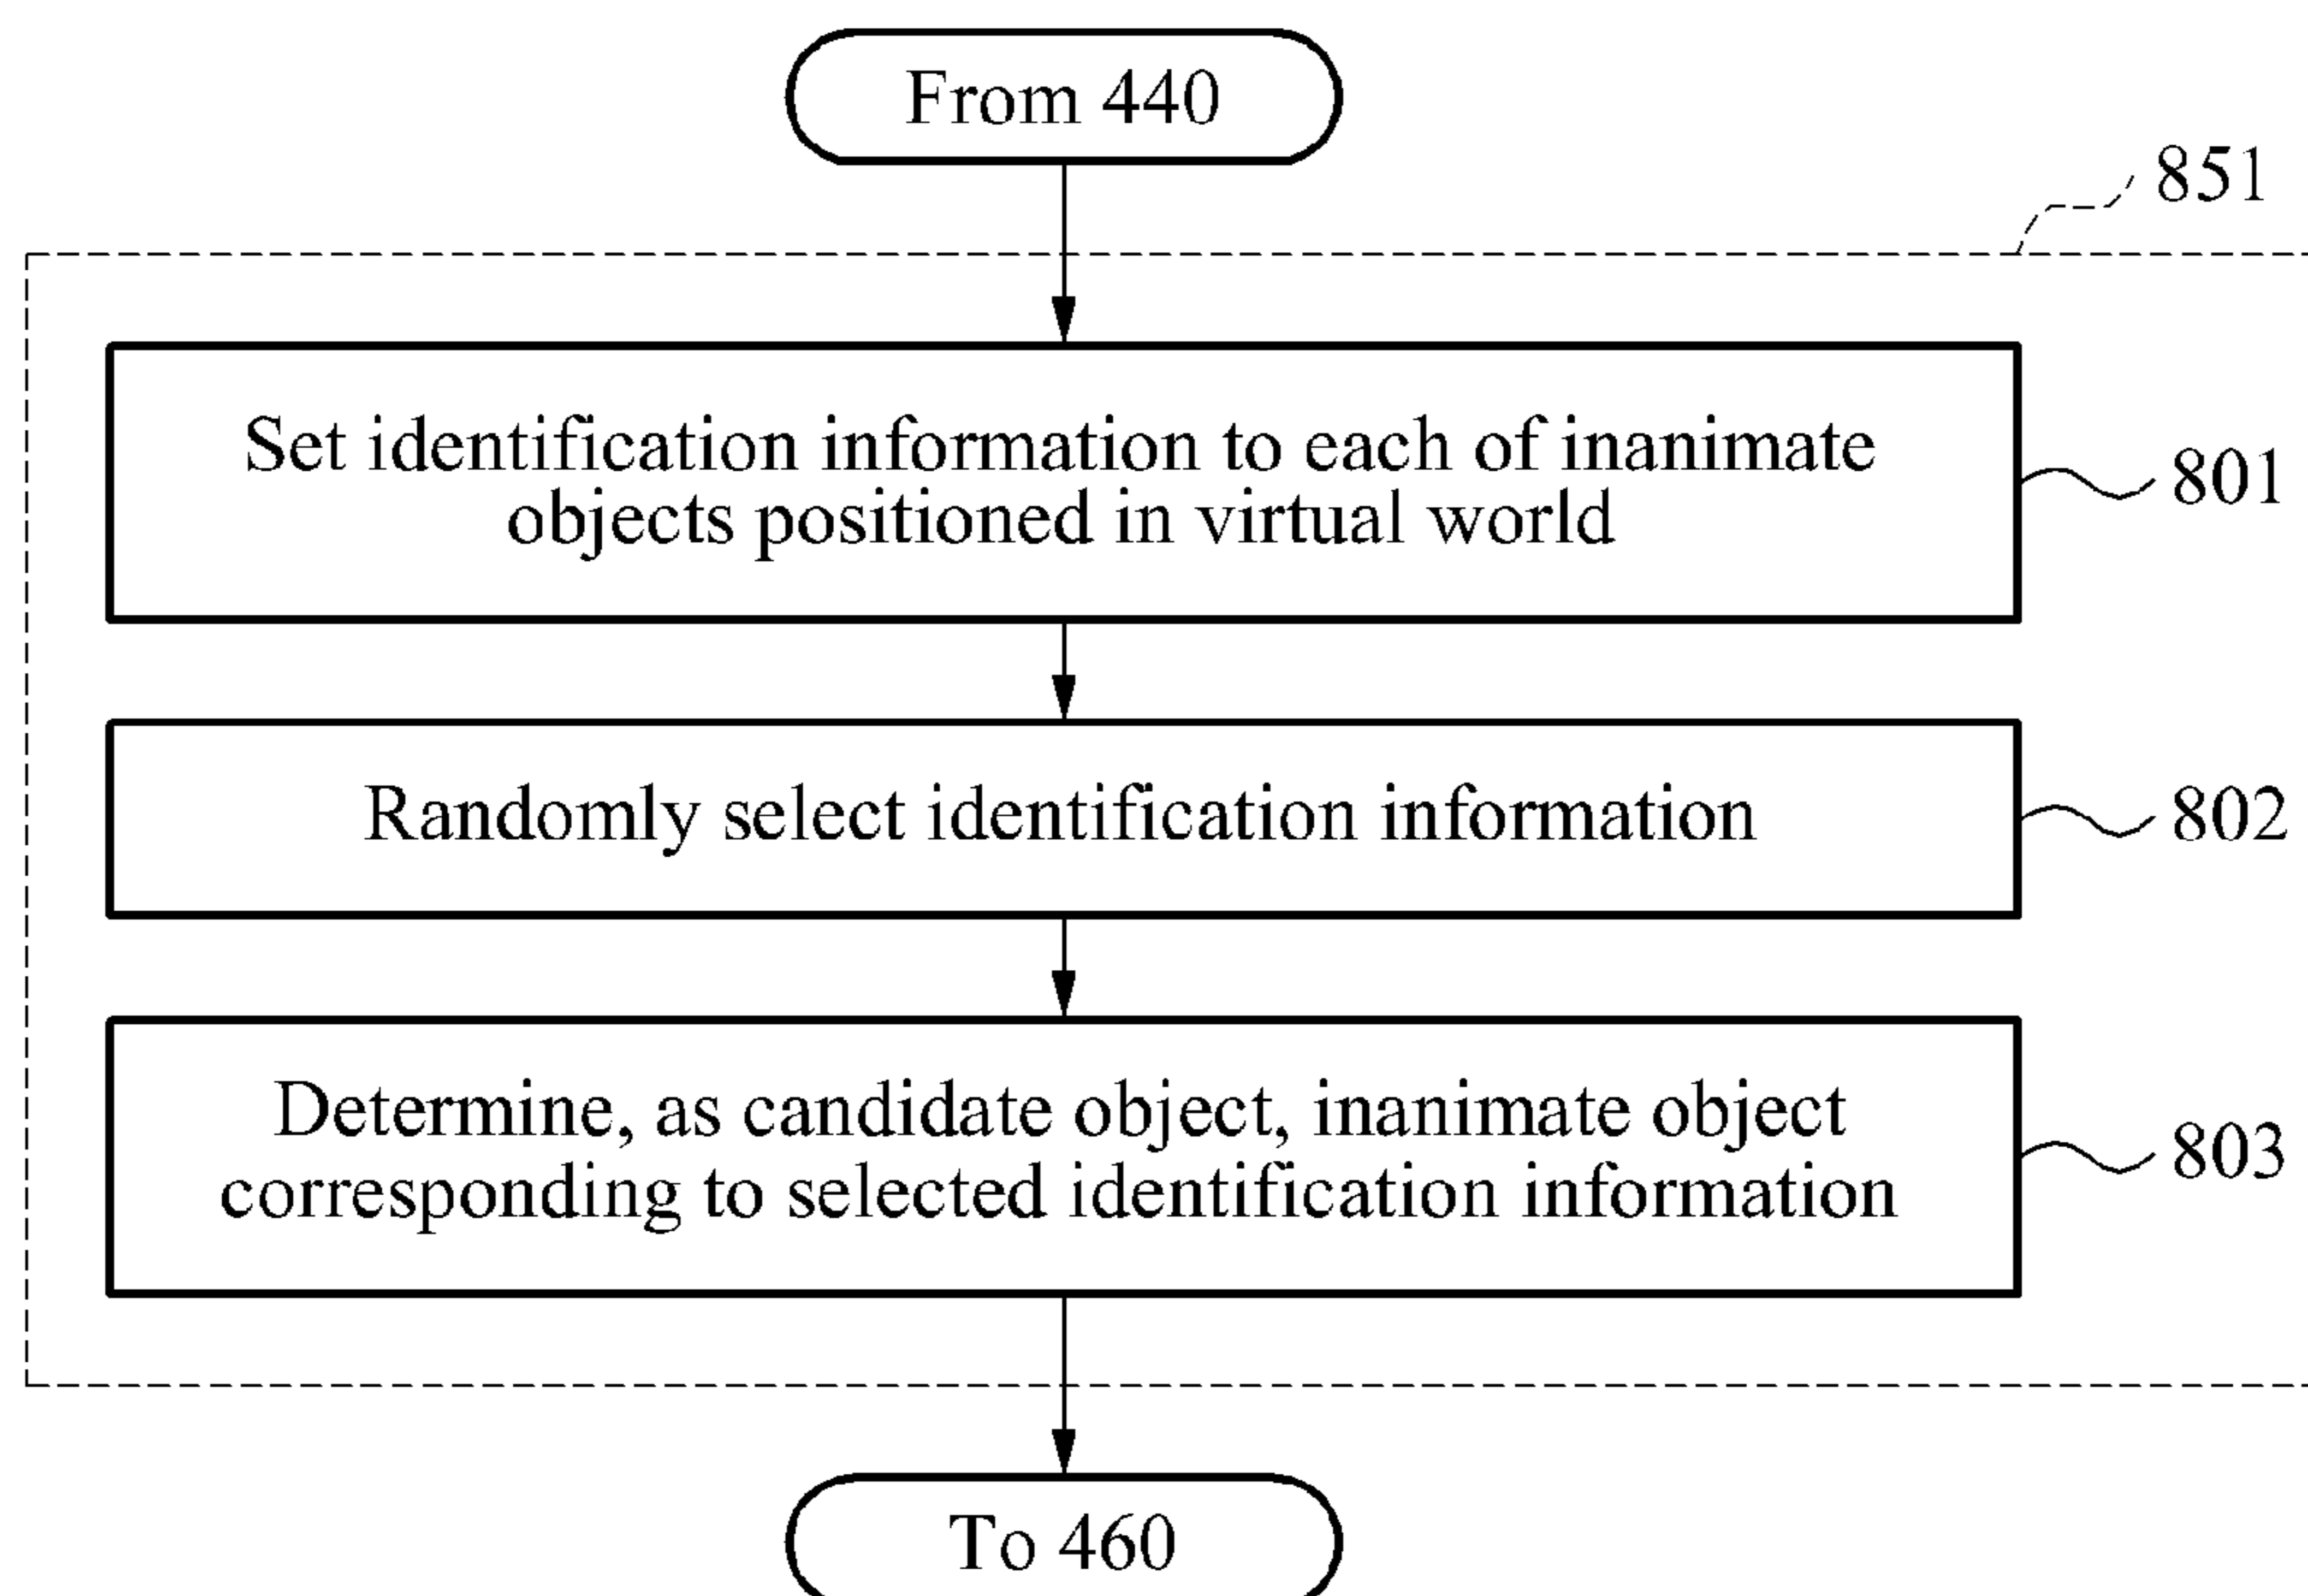 From 440
851
Set identification information to each of inanimate
objects positioned in virtual world
801
Randomly select identification information
802
Determine, as candidate object, inanimate object
corresponding to selected identification information
803
To 460